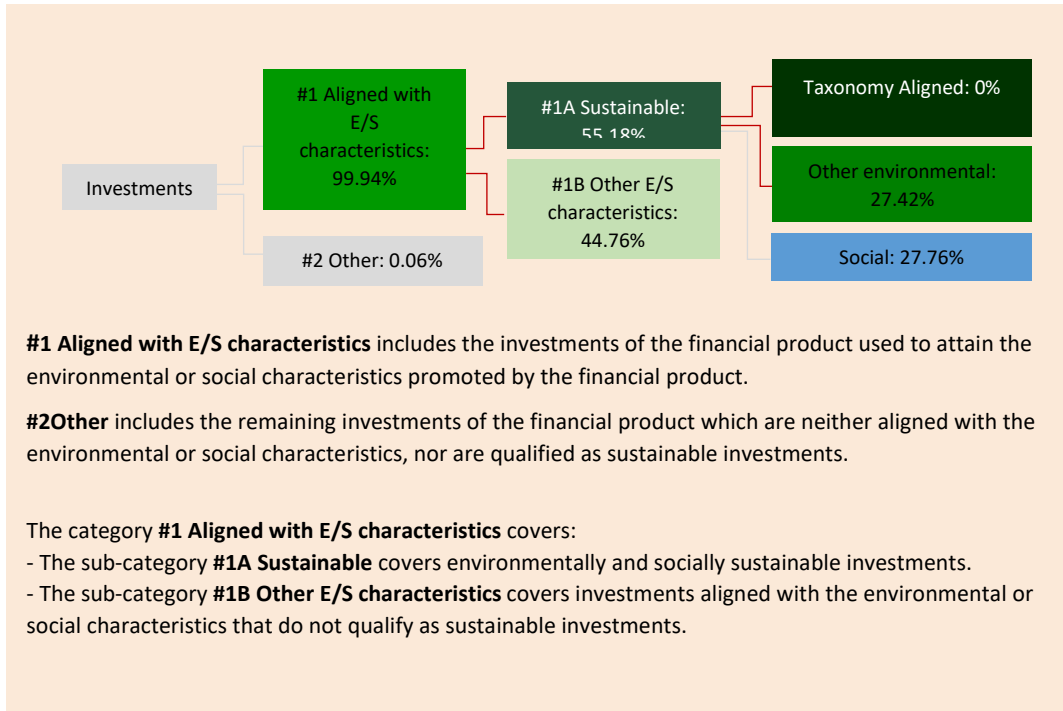 Investments
#1 Aligned with
E/S
characteristics:
99.94%
#2 Other: 0.06%
#1A Sustainable:
55.18%
#1B Other E/S
characteristics:
44.76%
Taxonomy Aligned: 0%
Other environmental:
27.42%
Social: 27.76%
#1 Aligned with E/S characteristics includes the investments of the financial product used to attain the
environmental or social characteristics promoted by the financial product.
#2Other includes the remaining investments of the financial product which are neither aligned with the
environmental or social characteristics, nor are qualified as sustainable investments.
The category #1 Aligned with E/S characteristics covers:
- The sub-category #1A Sustainable covers environmentally and socially sustainable investments.
- The sub-category #1B Other E/S characteristics covers investments aligned with the environmental or
social characteristics that do not qualify as sustainable investments.